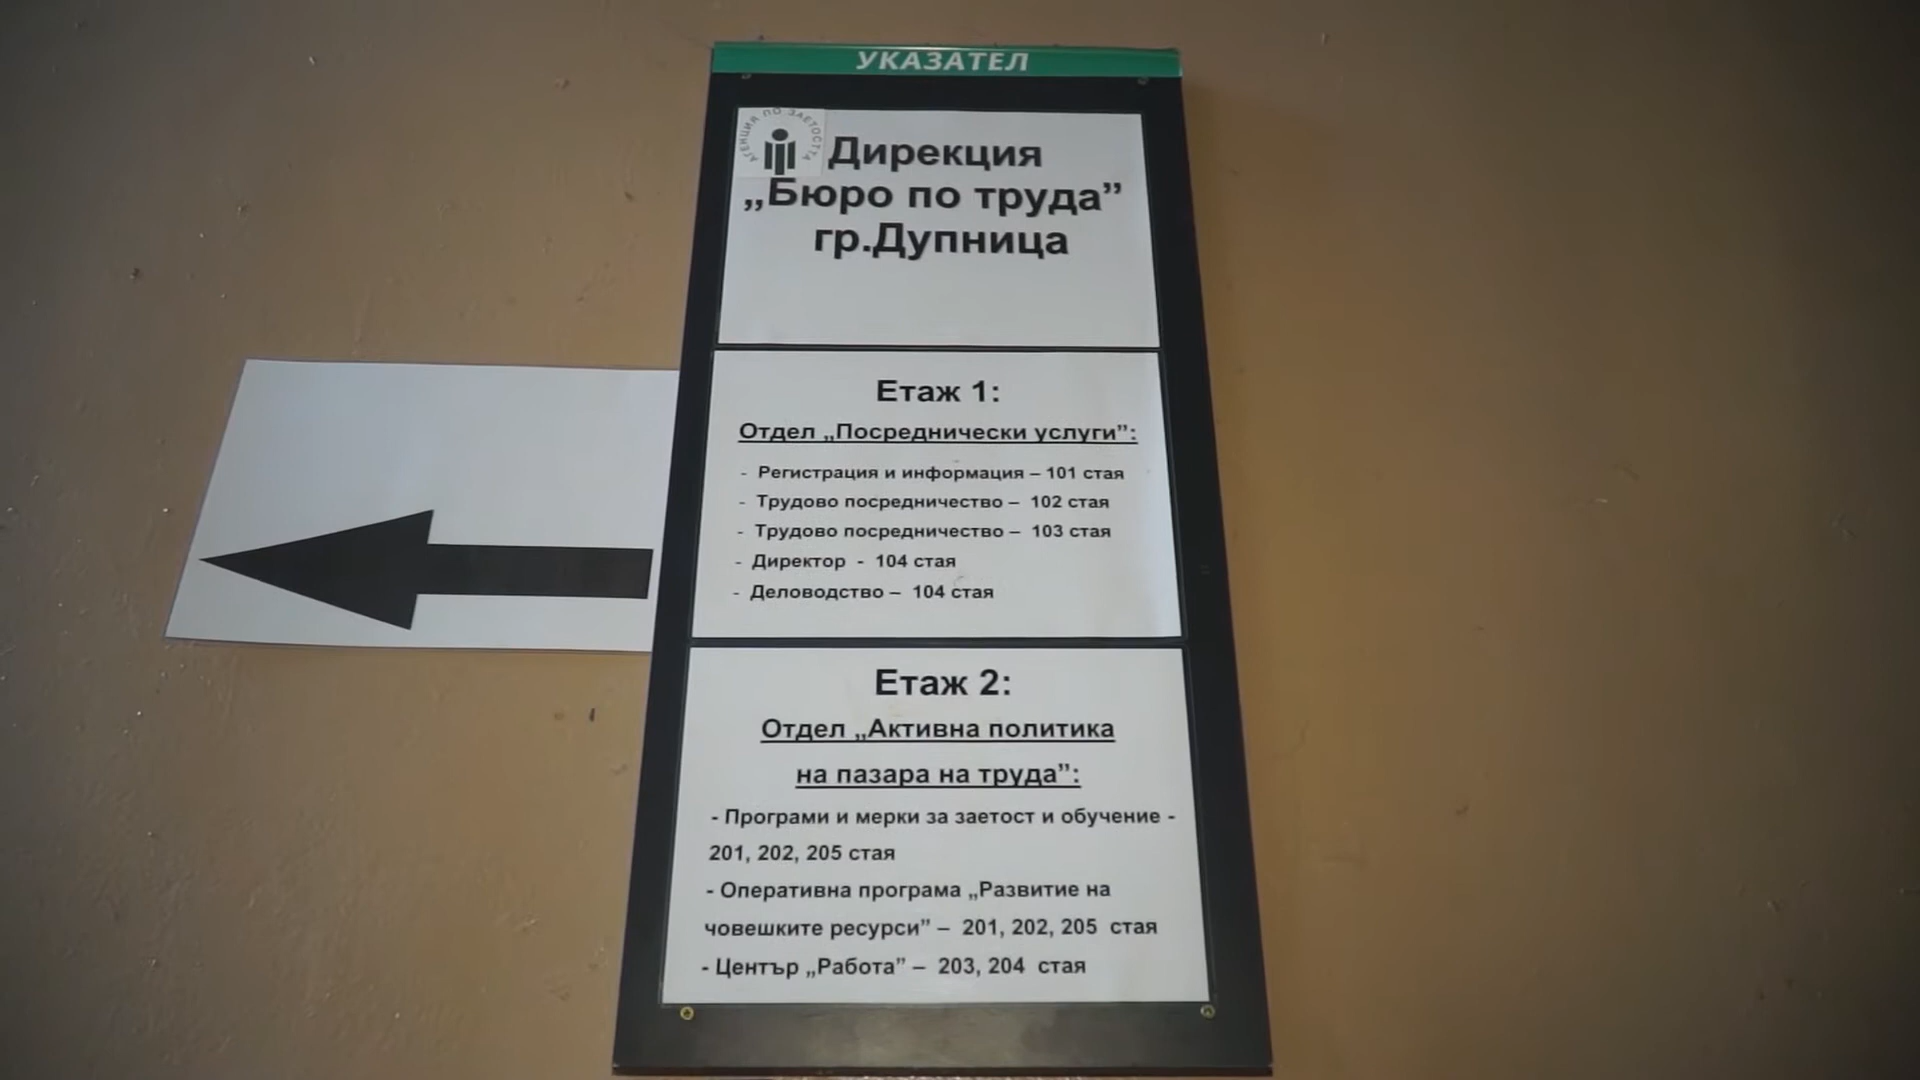 УКАЗАТЕЛ
АГЕНЦИЯ ПО ЗАЕТОСТТА
Дирекция
„Бюро по труда”
гр.Дупница
Етаж 1:
Отдел „Посреднически услуги”:
- Регистрация и информация – 101 стая
- Трудово посредничество – 102 стая
- Трудово посредничество – 103 стая
- Директор - 104 стая
- Деловодство – 104 стая
Етаж 2:
Отдел „Активна политика
на пазара на труда”:
- Програми и мерки за заетост и обучение -
201, 202, 205 стая
- Оперативна програма „Развитие на
човешките ресурси” – 201, 202, 205 стая
- Център „Работа” – 203, 204 стая